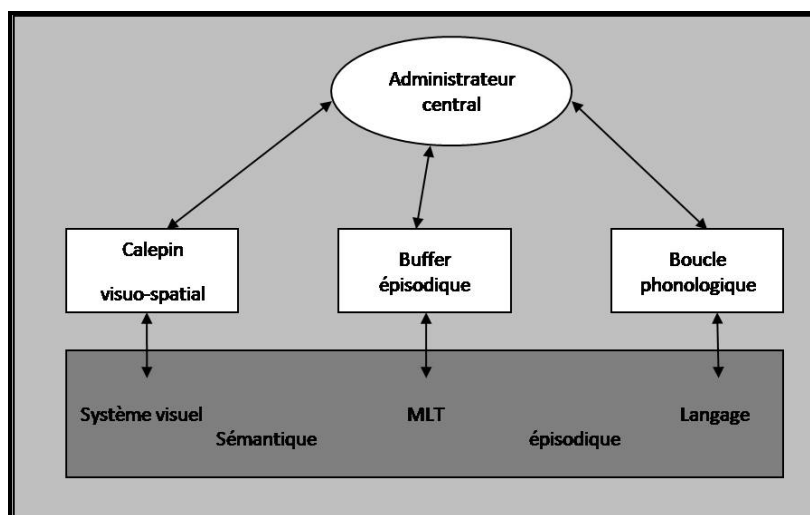 Administrateur
central
Calepin
visuo-spatial
Buffer
épisodique
Boucle
phonologique
Système visuel
MLT
Langage
Sémantique
épisodique